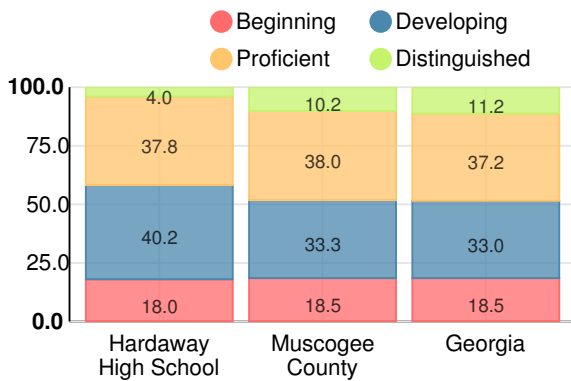 Beginning
Developing
Proficient
Distinguished
100.0
75.0
50.0
25.0
0.0
4.0
37.8
40.2
18.0
10.2
38.0
33.3
18.5
11.2
37.2
33.0
18.5
Hardaway
High School
Muscogee
County
Georgia